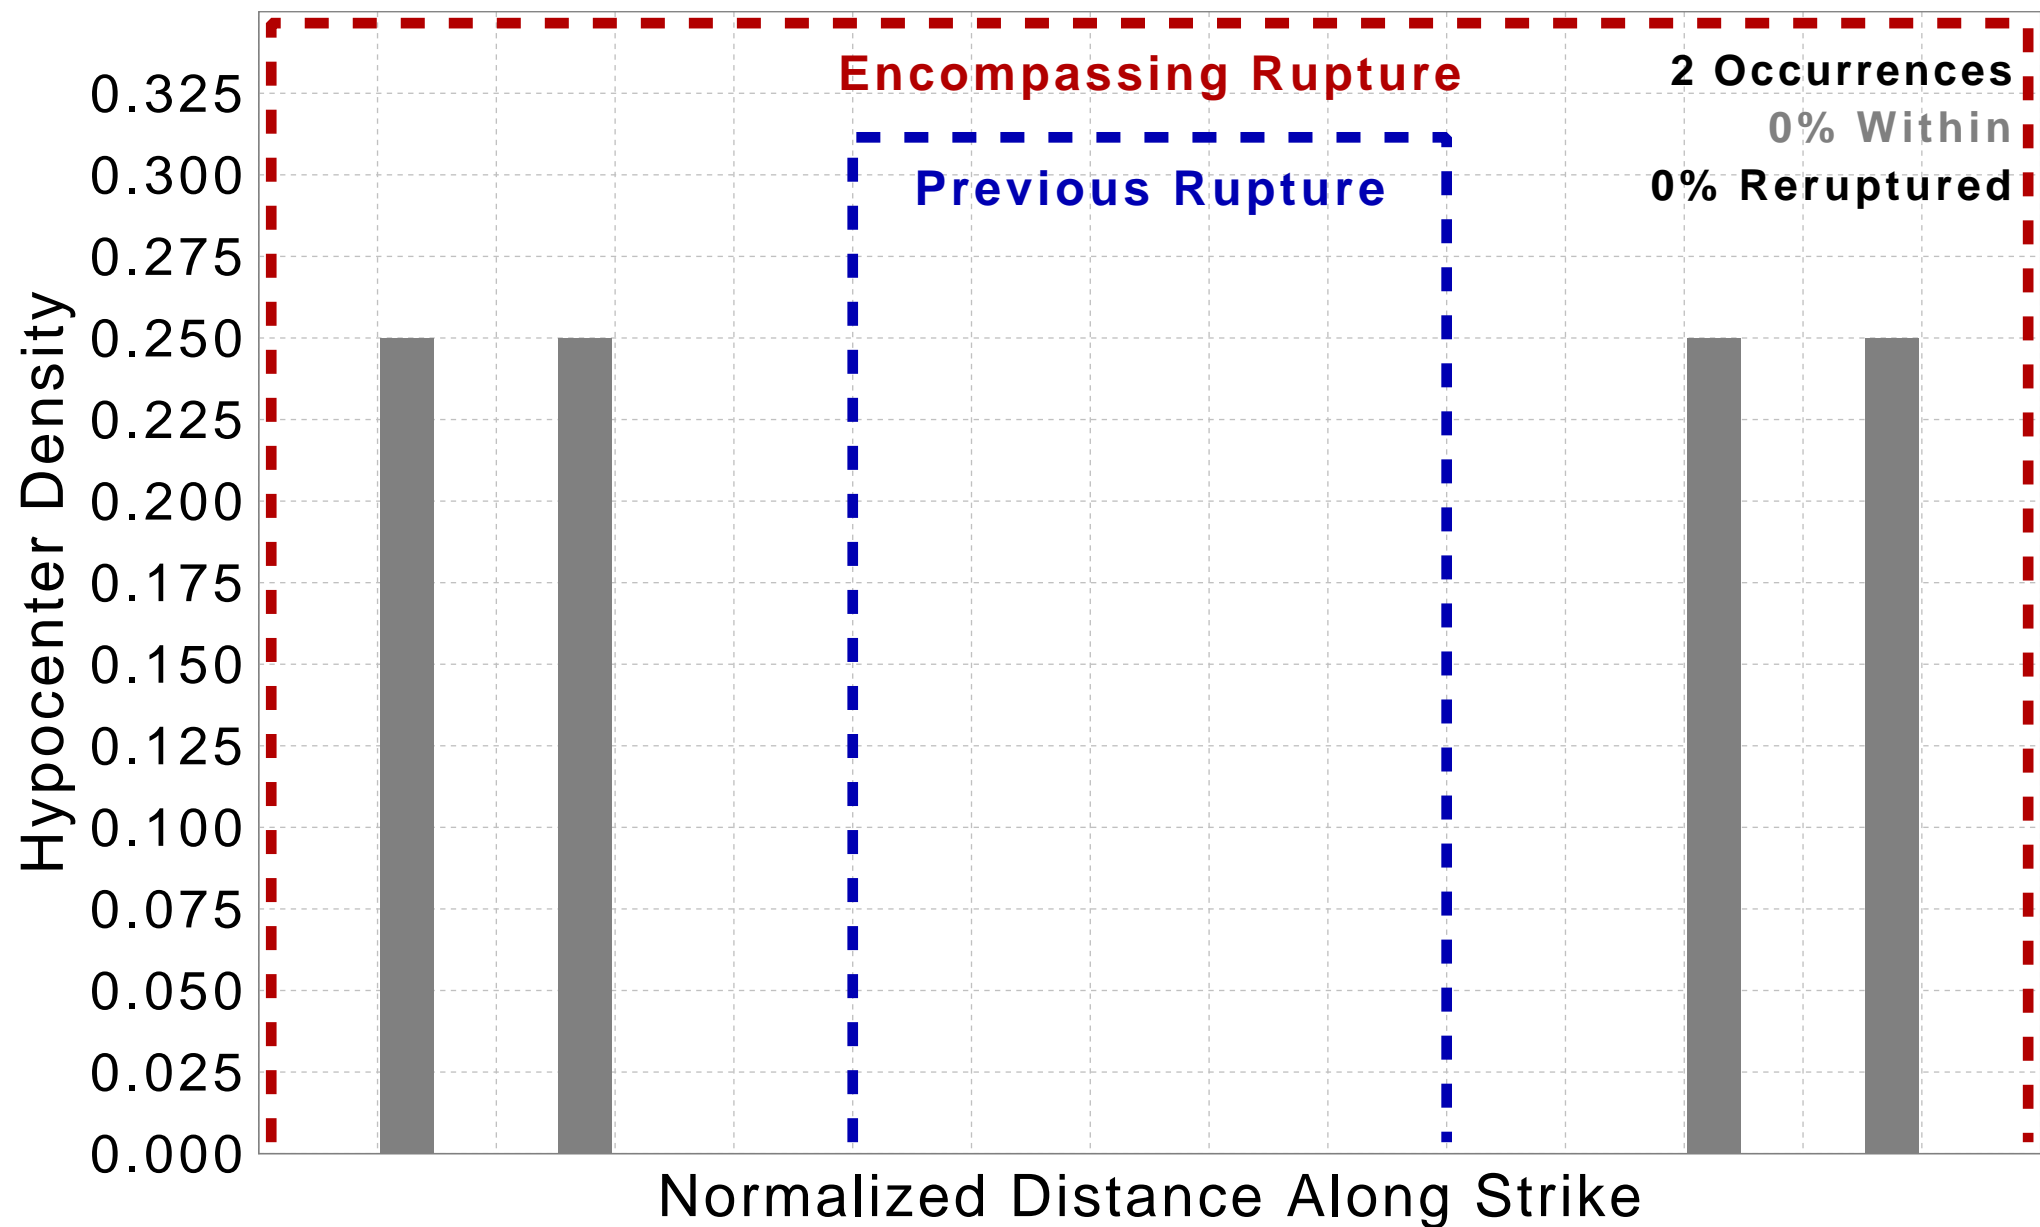 Encompassing Rupture
2 Occurrences
0% Within
Previous Rupture
0% Reruptured
0.325
0.300
0.275
0.250
0.225
0.200
0.175
0.150
0.125
0.100
0.075
0.050
0.025
0.000
Hypocenter Density
Normalized Distance Along Strike